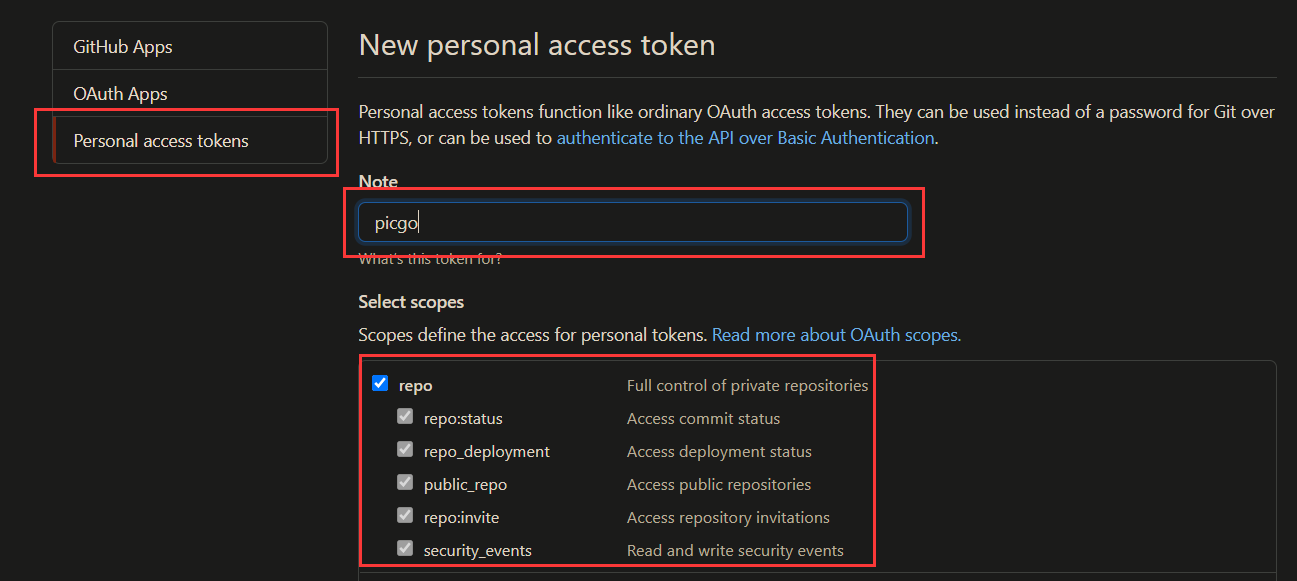 GitHub Apps
OAuth Apps
Personal access tokens
New personal access token
Personal access tokens function like ordinary OAuth access tokens. They can be used instead of a password for Git over
HTTPS, or can be used to authenticate to the API over Basic Authentication.
Note
picgo
What's this token for?
Select scopes
Scopes define the access for personal tokens. Read more about OAuth scopes.
repo Full control of private repositories
repo:status Access commit status
repo_deployment Access deployment status
public_repo Access public repositories
repo:invite Access repository invitations
security_events Read and write security events